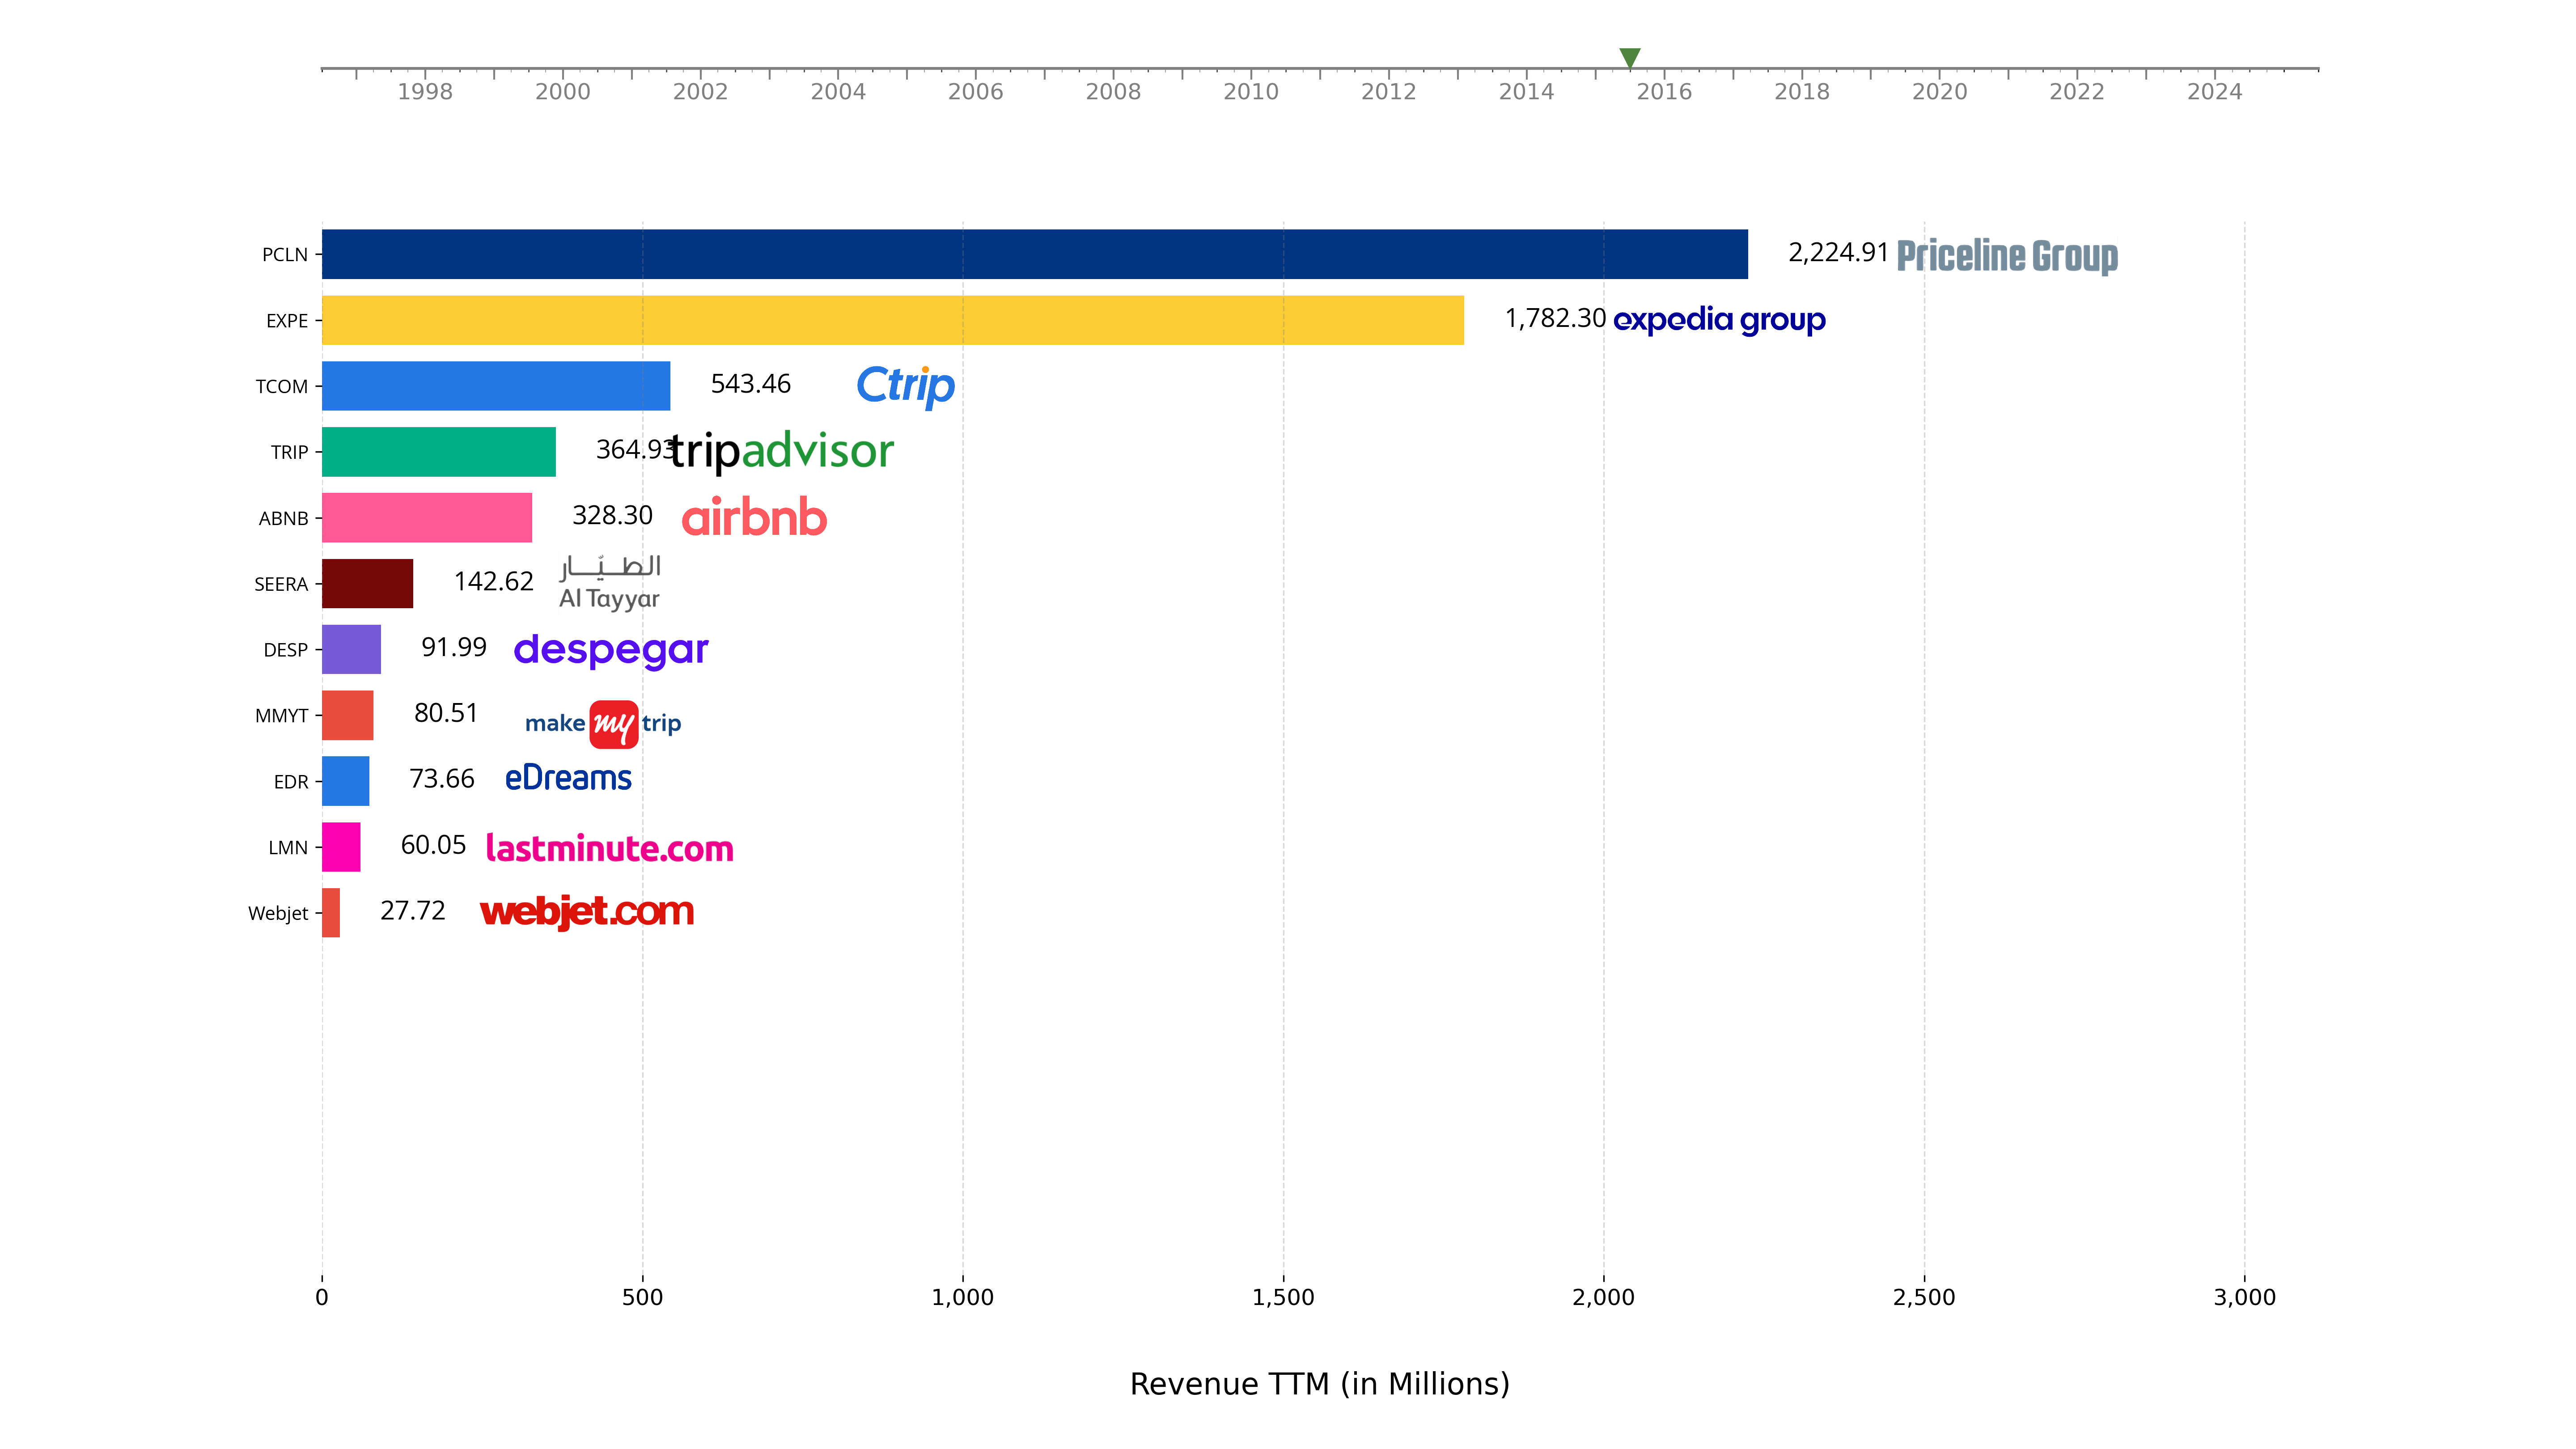 1998 2000 2002 2004 2006 2008 2010 2012 2014 2016 2018 2020 2022 2024
PCLN 2,224.91 Priceline Group
EXPE 1,782.30 expedia group
TCOM 543.46 Ctrip
TRIP 364.93 tripadvisor
ABNB 328.30 airbnb
الطيّار
SEERA 142.62 Al Tayyar
DESP 91.99 despegar
MMYT 80.51 make my trip
EDR 73.66 eDreams
LMN 60.05 lastminute.com
Webjet 27.72 webjet.com
0 500 1,000 1,500 2,000 2,500 3,000
Revenue TTM (in Millions)